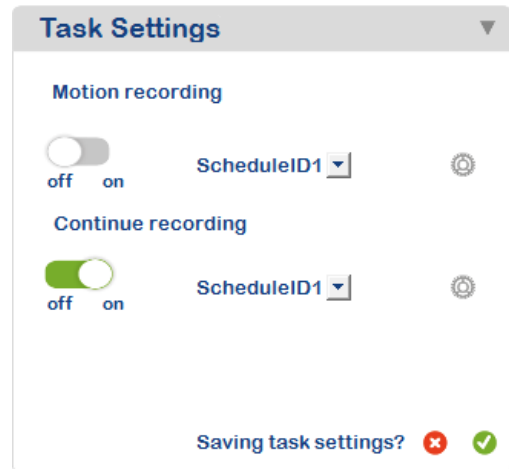 Task Settings
Motion recording
off on ScheduleID1
Continue recording
off on ScheduleID1
Saving task settings?